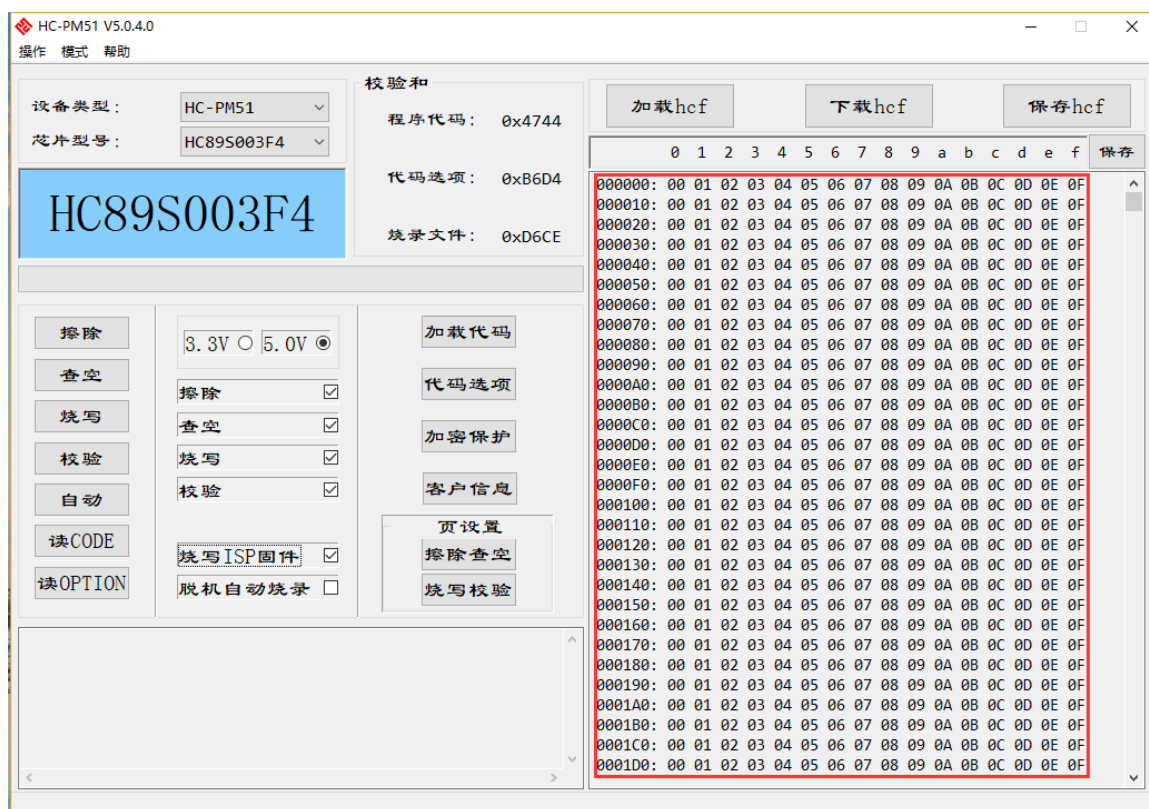 HC-PM51 V5.0.4.0
操作 模式 帮助
设备类型： HC-PM51
芯片型号： HC89S003F4
HC89S003F4
校验和
程序代码： 0x4744
代码选项： 0xB6D4
烧录文件： 0xD6CE
擦除
查空
烧写
校验
自动
读CODE
读OPTION
3.3V 5.0V
擦除
查空
烧写
校验
烧写ISP固件
脱机自动烧录
加载代码
代码选项
加密保护
客户信息
页设置
擦除查空
烧写校验
加载hcf 下载hcf 保存hcf
0 1 2 3 4 5 6 7 8 9 a b c d e f 保存
000000: 00 01 02 03 04 05 06 07 08 09 0A 0B 0C 0D 0E 0F
000010: 00 01 02 03 04 05 06 07 08 09 0A 0B 0C 0D 0E 0F
000020: 00 01 02 03 04 05 06 07 08 09 0A 0B 0C 0D 0E 0F
000030: 00 01 02 03 04 05 06 07 08 09 0A 0B 0C 0D 0E 0F
000040: 00 01 02 03 04 05 06 07 08 09 0A 0B 0C 0D 0E 0F
000050: 00 01 02 03 04 05 06 07 08 09 0A 0B 0C 0D 0E 0F
000060: 00 01 02 03 04 05 06 07 08 09 0A 0B 0C 0D 0E 0F
000070: 00 01 02 03 04 05 06 07 08 09 0A 0B 0C 0D 0E 0F
000080: 00 01 02 03 04 05 06 07 08 09 0A 0B 0C 0D 0E 0F
000090: 00 01 02 03 04 05 06 07 08 09 0A 0B 0C 0D 0E 0F
0000A0: 00 01 02 03 04 05 06 07 08 09 0A 0B 0C 0D 0E 0F
0000B0: 00 01 02 03 04 05 06 07 08 09 0A 0B 0C 0D 0E 0F
0000C0: 00 01 02 03 04 05 06 07 08 09 0A 0B 0C 0D 0E 0F
0000D0: 00 01 02 03 04 05 06 07 08 09 0A 0B 0C 0D 0E 0F
0000E0: 00 01 02 03 04 05 06 07 08 09 0A 0B 0C 0D 0E 0F
0000F0: 00 01 02 03 04 05 06 07 08 09 0A 0B 0C 0D 0E 0F
000100: 00 01 02 03 04 05 06 07 08 09 0A 0B 0C 0D 0E 0F
000110: 00 01 02 03 04 05 06 07 08 09 0A 0B 0C 0D 0E 0F
000120: 00 01 02 03 04 05 06 07 08 09 0A 0B 0C 0D 0E 0F
000130: 00 01 02 03 04 05 06 07 08 09 0A 0B 0C 0D 0E 0F
000140: 00 01 02 03 04 05 06 07 08 09 0A 0B 0C 0D 0E 0F
000150: 00 01 02 03 04 05 06 07 08 09 0A 0B 0C 0D 0E 0F
000160: 00 01 02 03 04 05 06 07 08 09 0A 0B 0C 0D 0E 0F
000170: 00 01 02 03 04 05 06 07 08 09 0A 0B 0C 0D 0E 0F
000180: 00 01 02 03 04 05 06 07 08 09 0A 0B 0C 0D 0E 0F
000190: 00 01 02 03 04 05 06 07 08 09 0A 0B 0C 0D 0E 0F
0001A0: 00 01 02 03 04 05 06 07 08 09 0A 0B 0C 0D 0E 0F
0001B0: 00 01 02 03 04 05 06 07 08 09 0A 0B 0C 0D 0E 0F
0001C0: 00 01 02 03 04 05 06 07 08 09 0A 0B 0C 0D 0E 0F
0001D0: 00 01 02 03 04 05 06 07 08 09 0A 0B 0C 0D 0E 0F